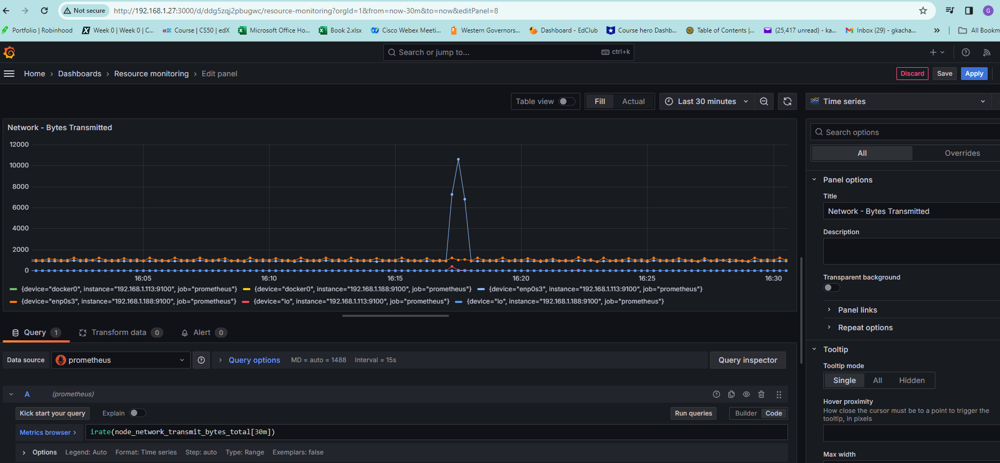 Not secure http://192.168.1.27:3000/d/ddg5zqj2pbugwc/resource-monitoring?orgId=1&from=now-30m&to=now&editPanel=8 G
Portfolio | Robinhood Week 0 | Week 0 | C... edX Course | CS50 | edX Microsoft Office Ho... Book 2.xlsx Cisco Webex Meeti... Western Governors... Dashboard - EdClub Course hero Dashb... Table of Contents |... (25,417 unread) - ka... Inbox (29) - gkacha... » All Bookm
Search or jump to... ctrl+k
Home › Dashboards › Resource monitoring › Edit panel Discard Save Apply
Table view Fill Actual Last 30 minutes Time series
Network - Bytes Transmitted
12000
10000
8000
6000
4000
2000
0
16:05 16:10 16:15 16:20 16:25 16:30
{device="docker0", instance="192.168.1.113:9100", job="prometheus"} {device="docker0", instance="192.168.1.188:9100", job="prometheus"} {device="enp0s3", instance="192.168.1.113:9100", job="prometheus"}
{device="enp0s3", instance="192.168.1.188:9100", job="prometheus"} {device="lo", instance="192.168.1.113:9100", job="prometheus"} {device="lo", instance="192.168.1.188:9100", job="prometheus"}
Query 1 Transform data 0 Alert 0
Data source prometheus Query options MD = auto = 1488 Interval = 15s Query inspector
A (prometheus)
Kick start your query Explain Run queries Builder Code
Metrics browser > irate(node_network_transmit_bytes_total[30m])
Options Legend: Auto Format: Time series Step: auto Type: Range Exemplars: false
Search options
All Overrides
Panel options
Title
Network - Bytes Transmitted
Description
Transparent background
Panel links
Repeat options
Tooltip
Tooltip mode
Single All Hidden
Hover proximity
How close the cursor must be to a point to trigger the
tooltip, in pixels
Max width